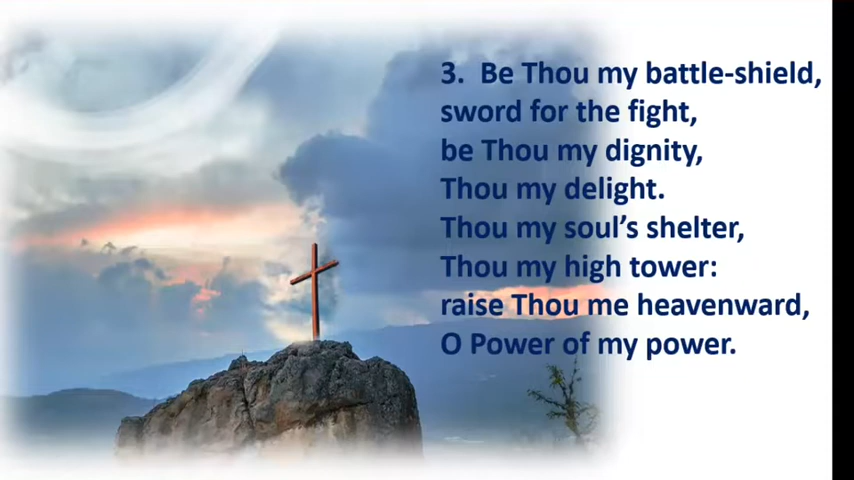 3. Be Thou my battle-shield,
sword for the fight,
be Thou my dignity,
Thou my delight.
Thou my soul’s shelter,
Thou my high tower:
raise Thou me heavenward,
O Power of my power.